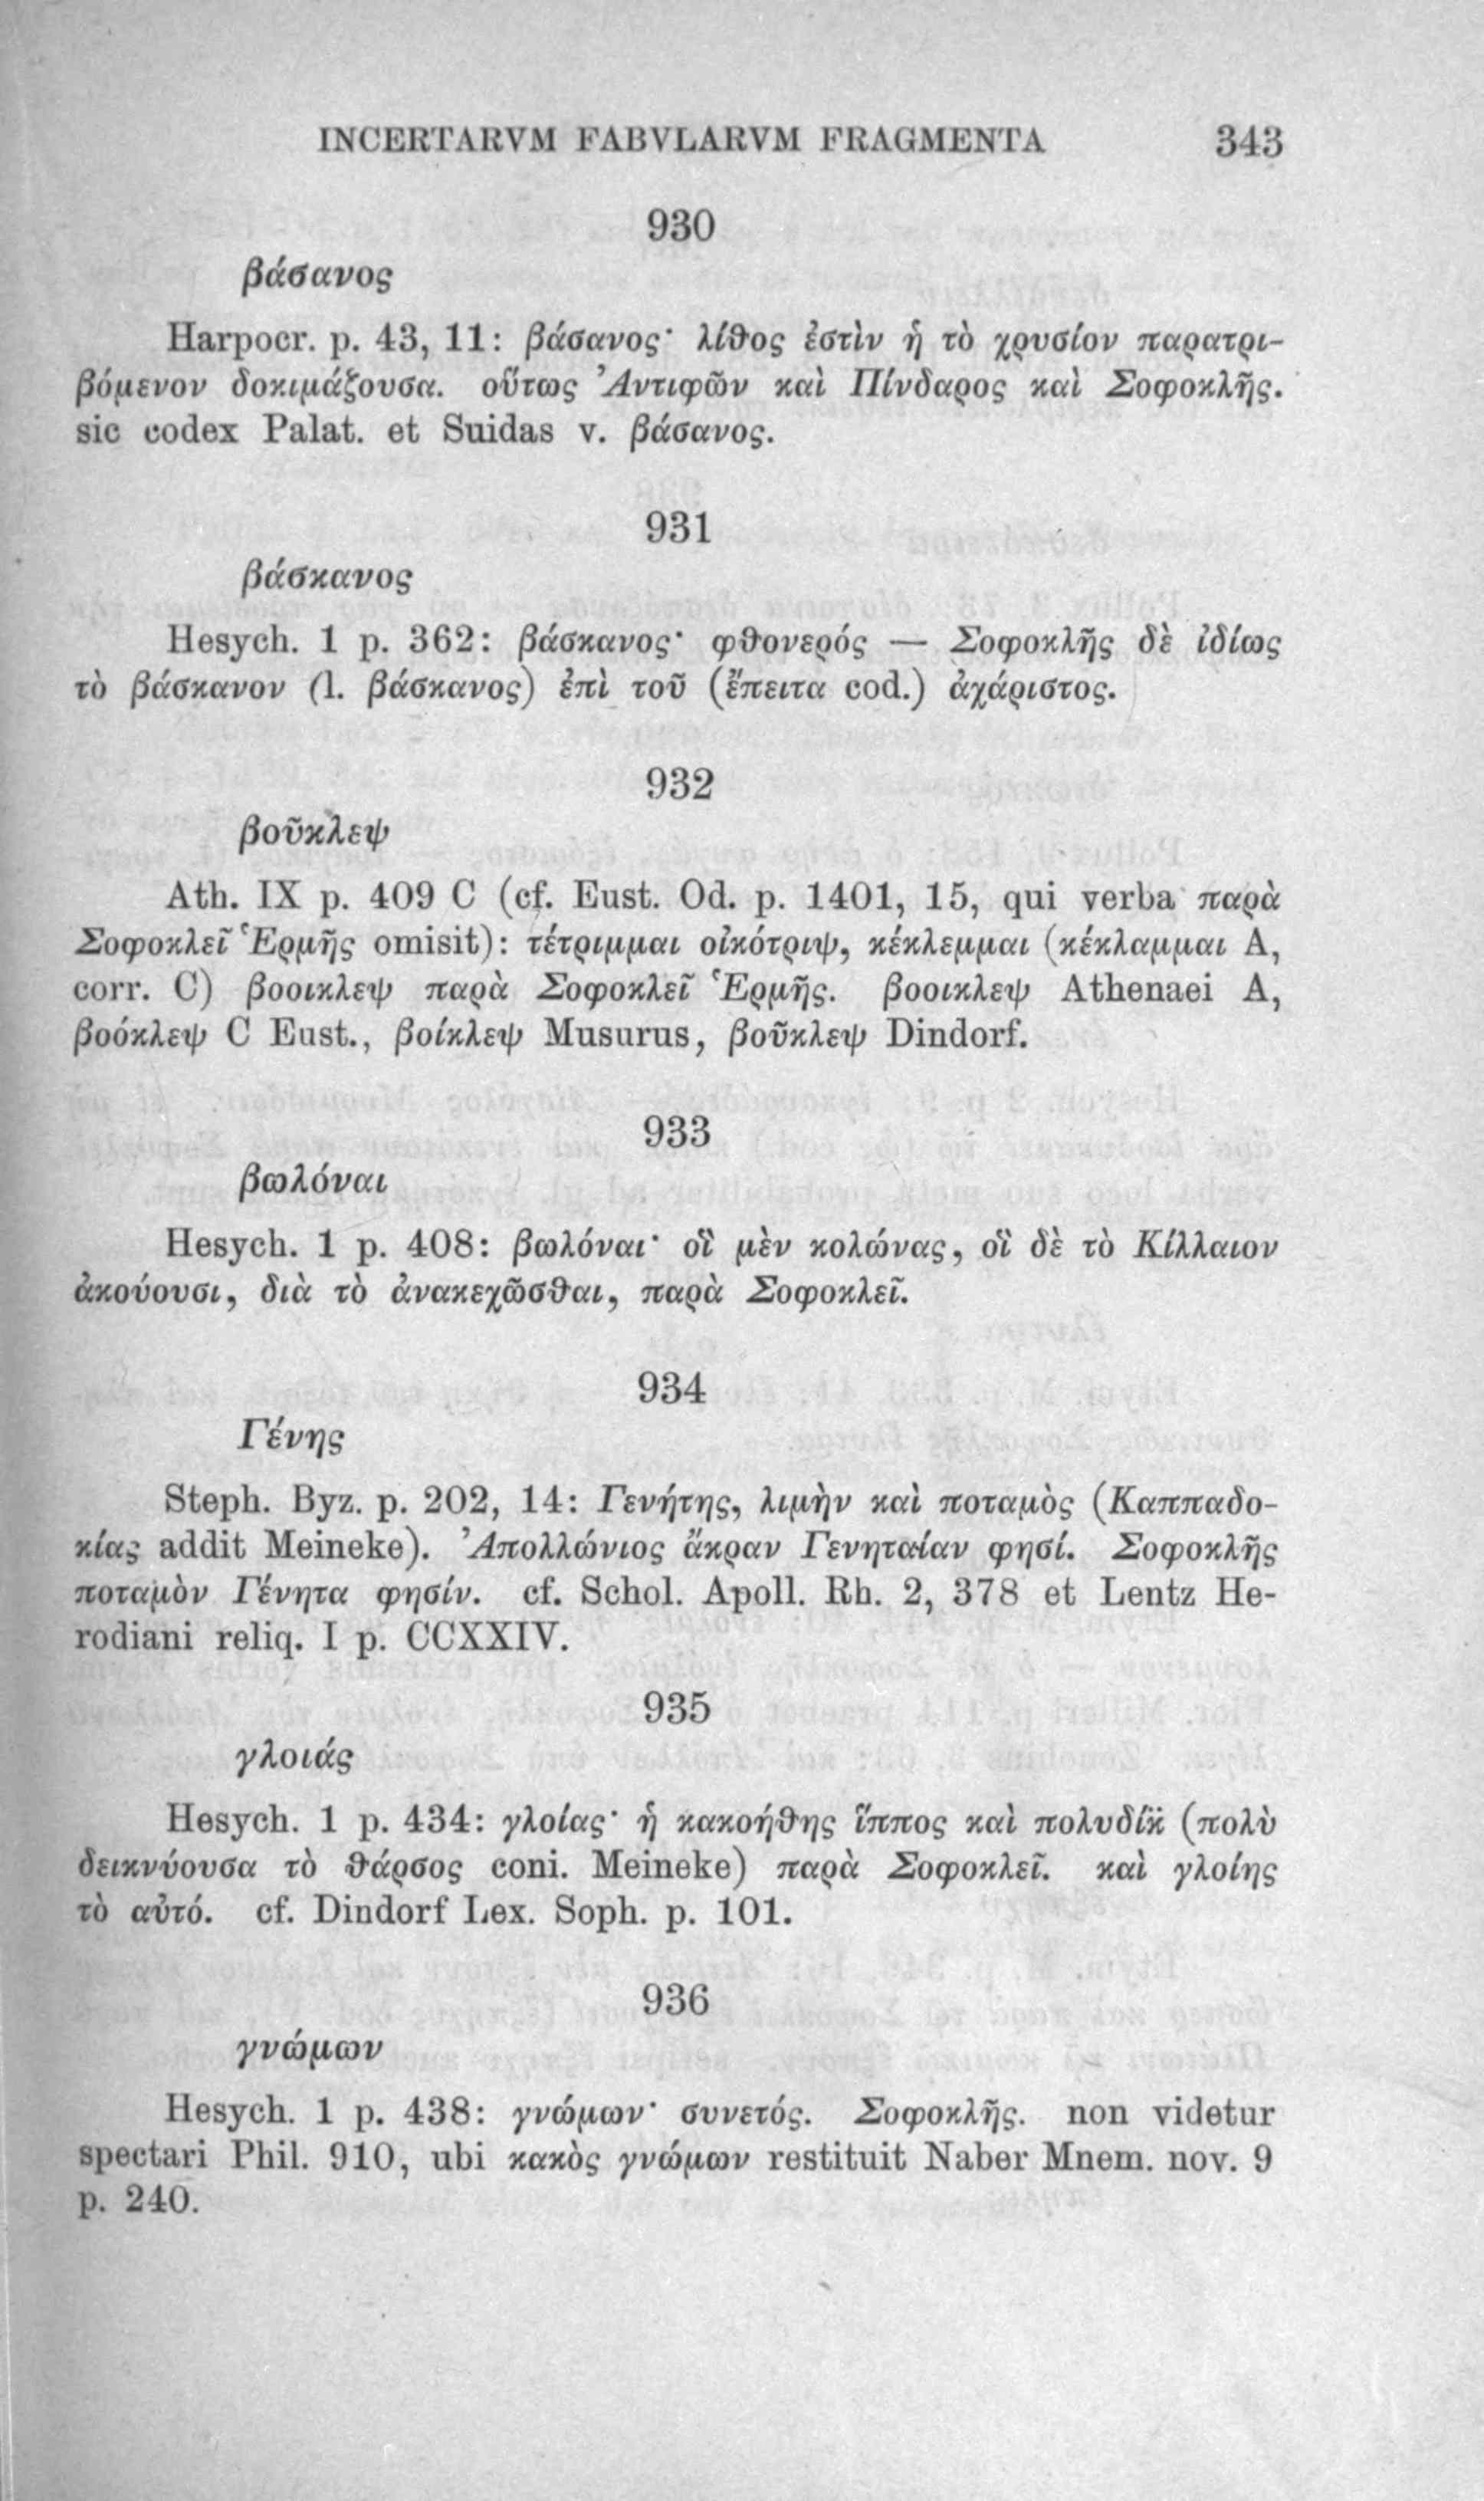 INCERTARVM FABVLARVM FRAGMENTA 343
930
βάσανος
Harpocr. p. 43, 11: βάσανος· λίθος ἐστὶν ἡ τὸ χρυσίον παρατρι-
βόμενον δοκιμάζουσα. οὕτως Ἀντιφῶν καὶ Πίνδαρος καὶ Σοφοκλῆς.
sic codex Palat. et Suidas v. βάσανος.
931
βάσκανος
Hesych. 1 p. 362: βάσκανος· φθονερός — Σοφοκλῆς δὲ ἰδίως
τὸ βάσκανον (l. βάσκανος) ἐπὶ τοῦ (ἔπειτα cod.) ἀχάριστος.
932
βοῦκλεψ
Ath. IX p. 409 C (cf. Eust. Od. p. 1401, 15, qui verba παρὰ
Σοφοκλεῖ Ἑρμῆς omisit): τέτριμμαι οἰκότριψ, κέκλεμμαι (κέκλαμμαι A,
corr. C) βοοικλεψ παρὰ Σοφοκλεῖ Ἑρμῆς. βοοικλεψ Athenaei A,
βοόκλεψ C Eust., βοίκλεψ Musurus, βοῦκλεψ Dindorf.
933
βωλόναι
Hesych. 1 p. 408: βωλόναι· οἳ μὲν κολώνας, οἳ δὲ τὸ Κίλλαιον
ἀκούουσι, διὰ τὸ ἀνακεχῶσθαι, παρὰ Σοφοκλεῖ.
934
Γένης
Steph. Byz. p. 202, 14: Γενήτης, λιμὴν καὶ ποταμὸς (Καππαδο-
κίας addit Meineke). Ἀπολλώνιος ἄκραν Γενηταίαν φησί. Σοφοκλῆς
ποταμὸν Γένητα φησίν. cf. Schol. Apoll. Rh. 2, 378 et Lentz He-
rodiani reliq. I p. CCXXIV.
935
γλοιάς
Hesych. 1 p. 434: γλοίας· ἡ κακοήθης ἵππος καὶ πολυδίκ̈ (πολὺ
δεικνύουσα τὸ θάρσος coni. Meineke) παρὰ Σοφοκλεῖ. καὶ γλοίης
τὸ αὐτό. cf. Dindorf Lex. Soph. p. 101.
936
γνώμων
Hesych. 1 p. 438: γνώμων· συνετός. Σοφοκλῆς. non videtur
spectari Phil. 910, ubi κακὸς γνώμων restituit Naber Mnem. nov. 9
p. 240.